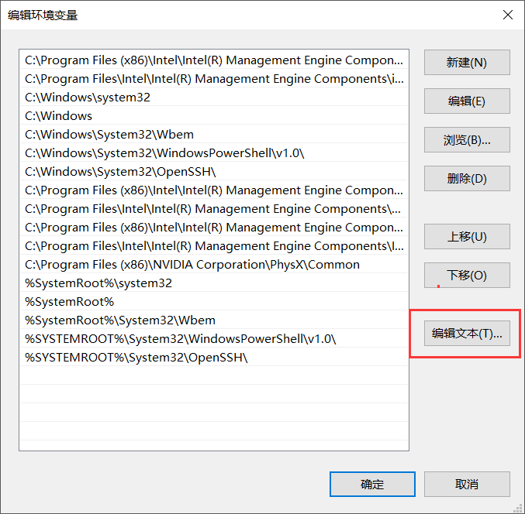 编辑环境变量
C:\Program Files (x86)\Intel\Intel(R) Management Engine Compon...
C:\Program Files\Intel\Intel(R) Management Engine Components\i...
C:\Windows\system32
C:\Windows
C:\Windows\System32\Wbem
C:\Windows\System32\WindowsPowerShell\v1.0\
C:\Windows\System32\OpenSSH\
C:\Program Files (x86)\Intel\Intel(R) Management Engine Compon...
C:\Program Files\Intel\Intel(R) Management Engine Components\...
C:\Program Files (x86)\Intel\Intel(R) Management Engine Compon...
C:\Program Files\Intel\Intel(R) Management Engine Components\I...
C:\Program Files (x86)\NVIDIA Corporation\PhysX\Common
%SystemRoot%\system32
%SystemRoot%
%SystemRoot%\System32\Wbem
%SYSTEMROOT%\System32\WindowsPowerShell\v1.0\
%SYSTEMROOT%\System32\OpenSSH\
新建(N)
编辑(E)
浏览(B)...
删除(D)
上移(U)
下移(O)
编辑文本(T)...
确定
取消